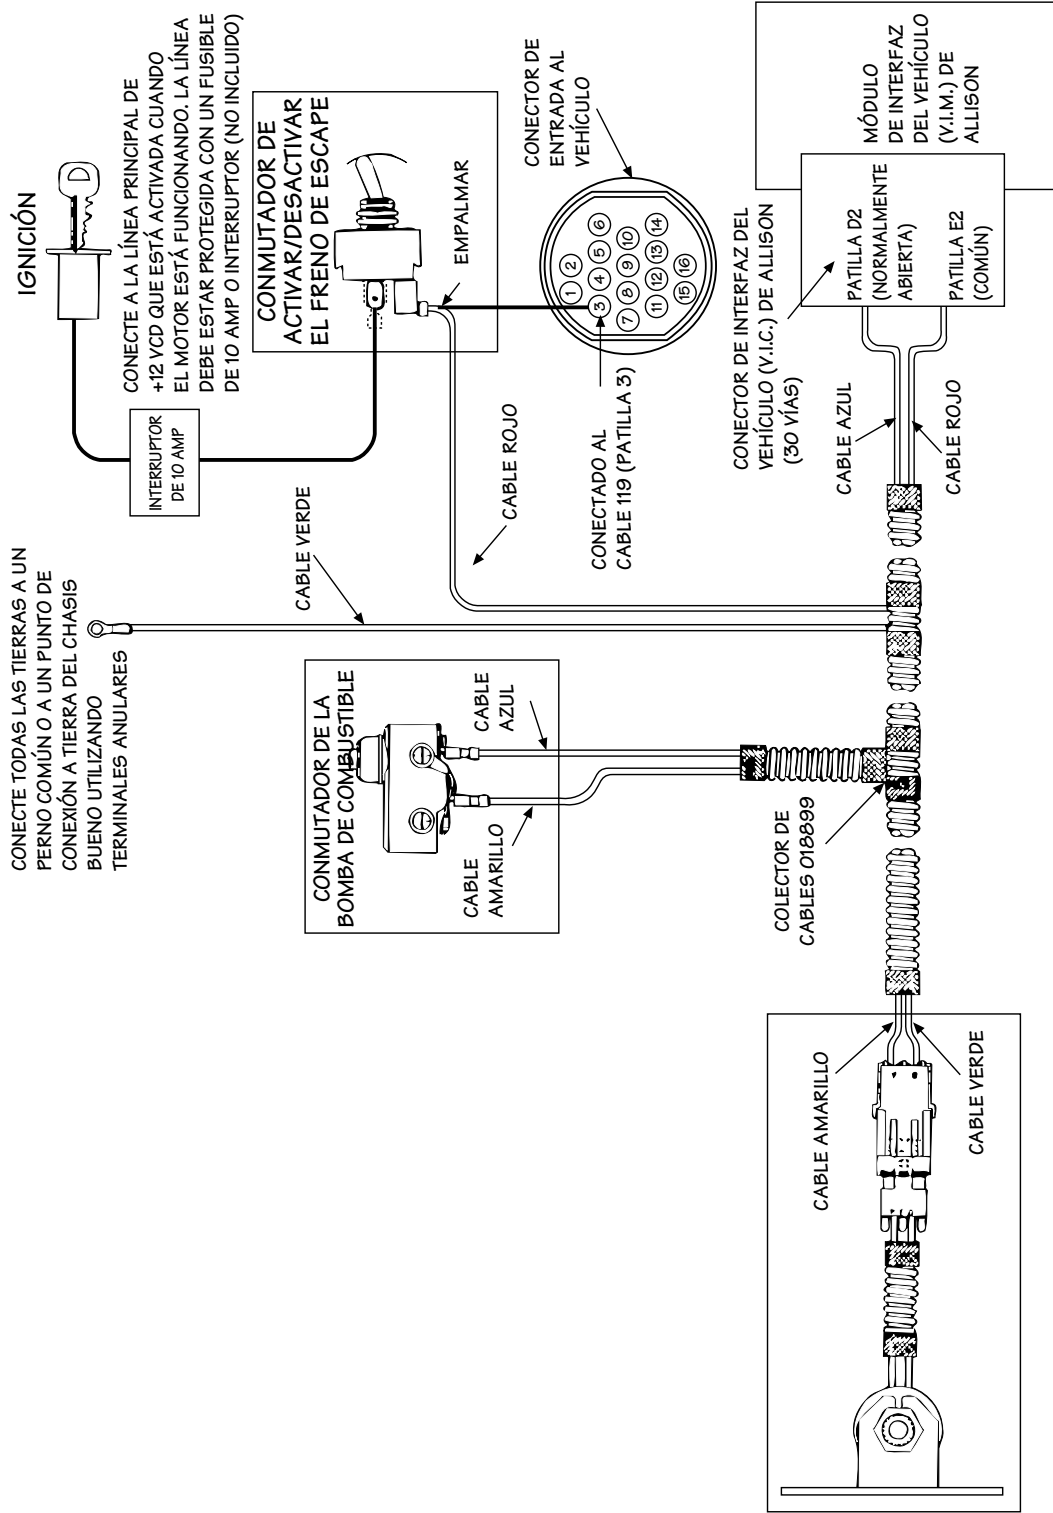 CONECTE TODAS LAS TIERRAS A UN
PERNO COMÚN O A UN PUNTO DE
CONEXIÓN A TIERRA DEL CHASIS
BUENO UTILIZANDO
TERMINALES ANULARES
IGNICIÓN
CONECTE A LA LÍNEA PRINCIPAL DE
+12 VCD QUE ESTÁ ACTIVADA CUANDO
EL MOTOR ESTÁ FUNCIONANDO. LA LÍNEA
DEBE ESTAR PROTEGIDA CON UN FUSIBLE
DE 10 AMP O INTERRUPTOR (NO INCLUIDO)
INTERRUPTOR
DE 10 AMP
CONMUTADOR DE
ACTIVAR/DESACTIVAR
EL FRENO DE ESCAPE
EMPALMAR
CABLE VERDE
CABLE ROJO
CONMUTADOR DE LA
BOMBA DE COMBUSTIBLE
CABLE
AZUL
CABLE
AMARILLO
CONECTOR DE
ENTRADA AL
VEHÍCULO
1 2
3 4 5 6
7 8 9 10
11 12 13 14
15 16
CONECTADO AL
CABLE 119 (PATILLA 3)
CONECTOR DE INTERFAZ DEL
VEHÍCULO (V.I.C.) DE ALLISON
(30 VÍAS)
MÓDULO
DE INTERFAZ
DEL VEHÍCULO
(V.I.M.) DE
ALLISON
PATILLA D2
(NORMALMENTE
ABIERTA)
PATILLA E2
(COMÚN)
CABLE AZUL
CABLE ROJO
COLECTOR DE
CABLES 018899
CABLE AMARILLO
CABLE VERDE